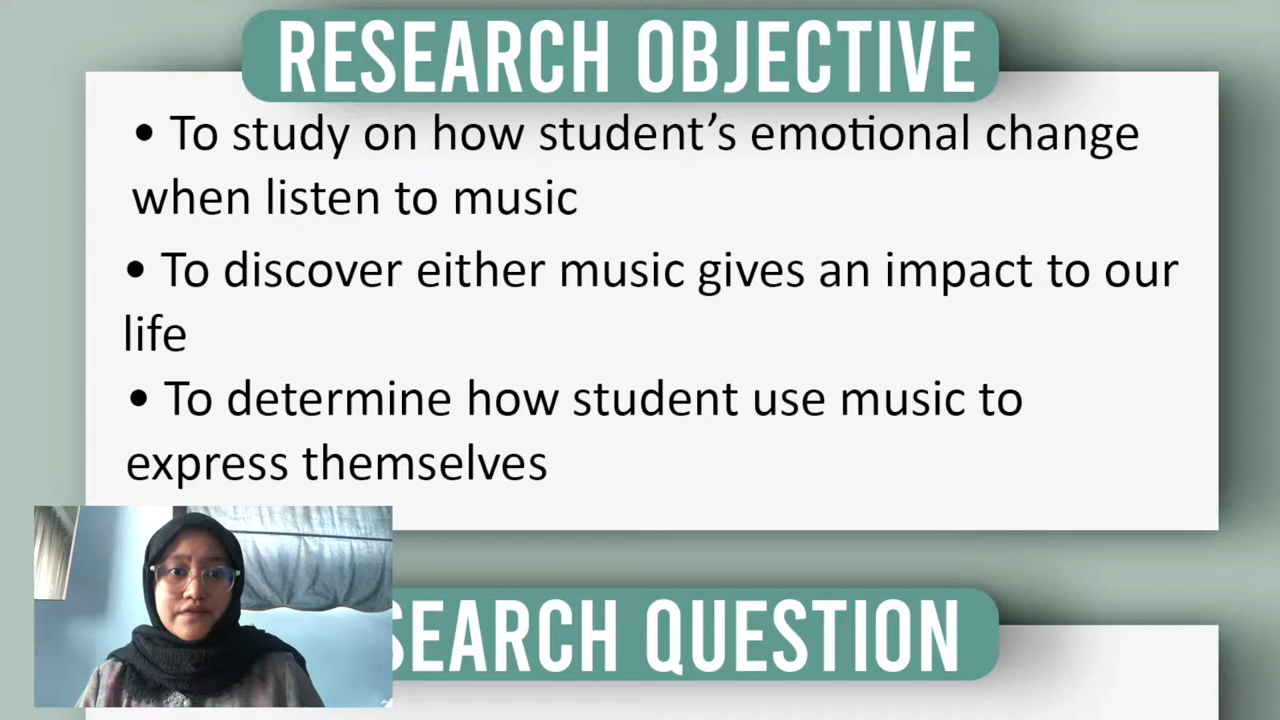 RESEARCH OBJECTIVE
• To study on how student’s emotional change
when listen to music
• To discover either music gives an impact to our
life
• To determine how student use music to
express themselves
SEARCH QUESTION